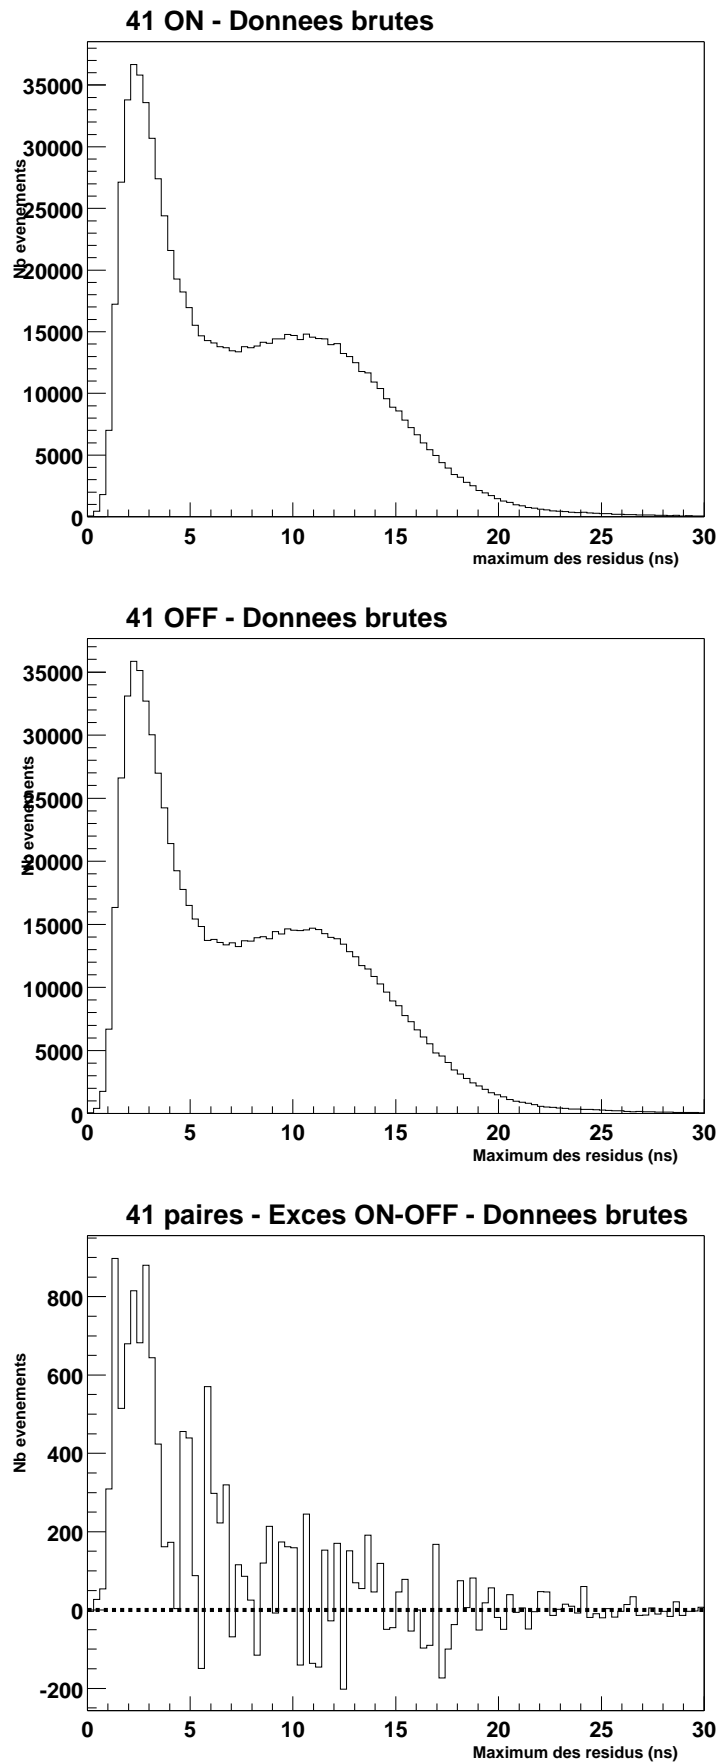 41 ON - Donnees brutes
Nb evenements
35000
30000
25000
20000
15000
10000
5000
0
0 5 10 15 20 25 30
maximum des residus (ns)
41 OFF - Donnees brutes
Nb evenements
35000
30000
25000
20000
15000
10000
5000
0
0 5 10 15 20 25 30
Maximum des residus (ns)
41 paires - Exces ON-OFF - Donnees brutes
Nb evenements
800
600
400
200
0
-200
0 5 10 15 20 25 30
Maximum des residus (ns)